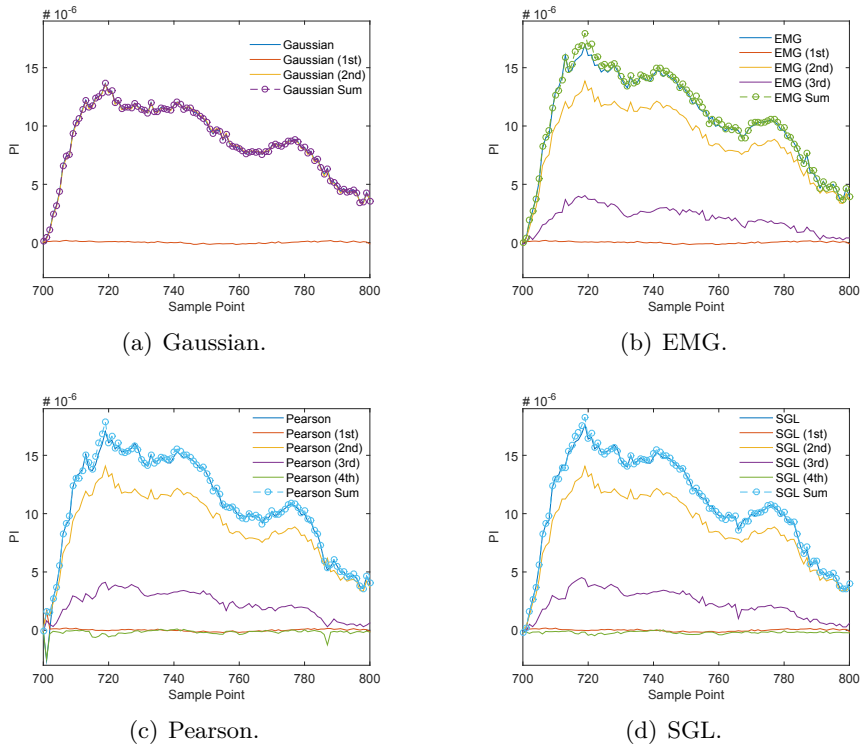 # 10^-6
15
10
5
0
PI
700 720 740 760 780 800
Sample Point
Gaussian
Gaussian (1st)
Gaussian (2nd)
Gaussian Sum
(a) Gaussian.
# 10^-6
15
10
5
0
PI
700 720 740 760 780 800
Sample Point
EMG
EMG (1st)
EMG (2nd)
EMG (3rd)
EMG Sum
(b) EMG.
# 10^-6
15
10
5
0
PI
700 720 740 760 780 800
Sample Point
Pearson
Pearson (1st)
Pearson (2nd)
Pearson (3rd)
Pearson (4th)
Pearson Sum
(c) Pearson.
# 10^-6
15
10
5
0
PI
700 720 740 760 780 800
Sample Point
SGL
SGL (1st)
SGL (2nd)
SGL (3rd)
SGL (4th)
SGL Sum
(d) SGL.